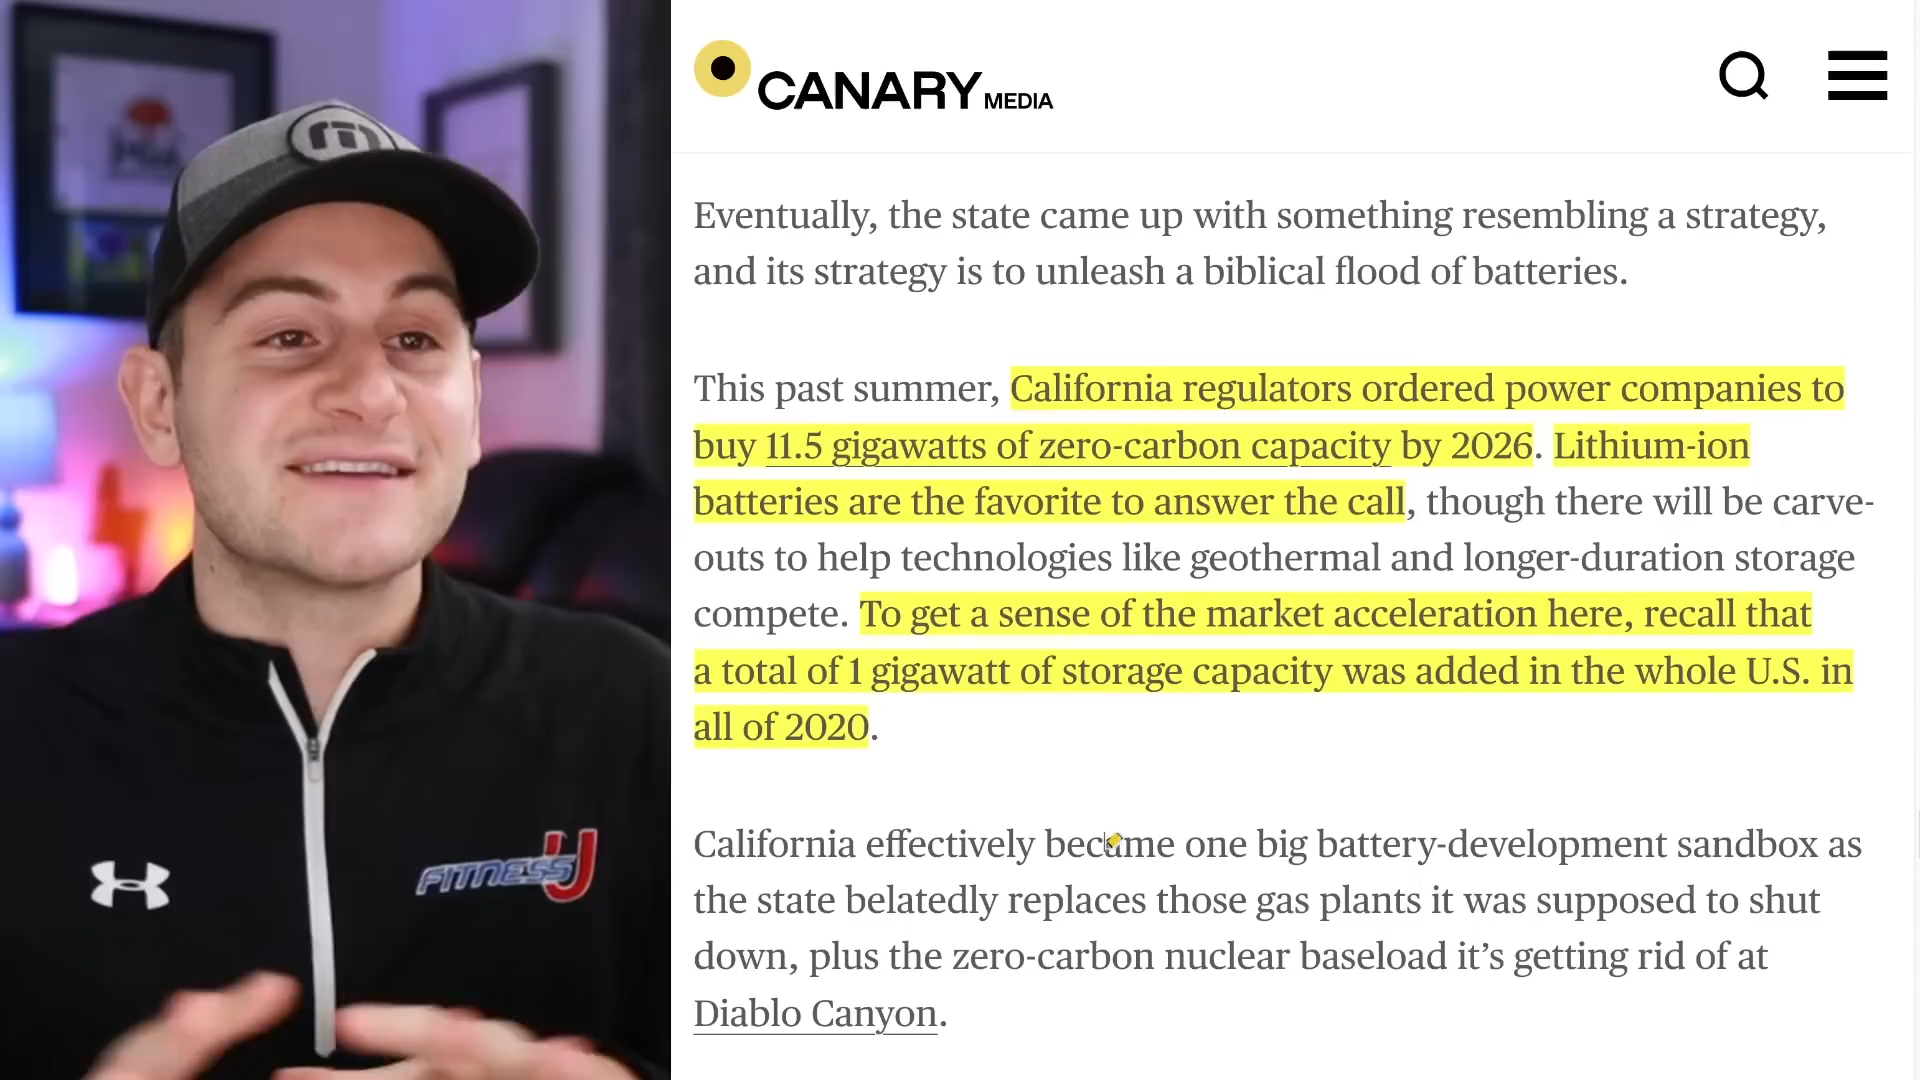 CANARY MEDIA
Eventually, the state came up with something resembling a strategy,
and its strategy is to unleash a biblical flood of batteries.
This past summer, California regulators ordered power companies to
buy 11.5 gigawatts of zero-carbon capacity by 2026. Lithium-ion
batteries are the favorite to answer the call, though there will be carve-
outs to help technologies like geothermal and longer-duration storage
compete. To get a sense of the market acceleration here, recall that
a total of 1 gigawatt of storage capacity was added in the whole U.S. in
all of 2020.
California effectively became one big battery-development sandbox as
the state belatedly replaces those gas plants it was supposed to shut
down, plus the zero-carbon nuclear baseload it’s getting rid of at
Diablo Canyon.
FITNESS U